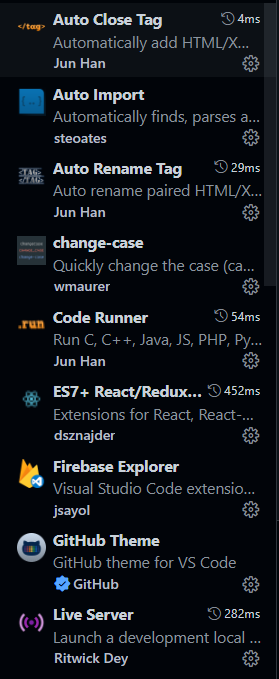 </tag>
Auto Close Tag 4ms
Automatically add HTML/X...
Jun Han
Auto Import
Automatically finds, parses a...
steoates
<TAG>
</TAG>
Auto Rename Tag 29ms
Auto rename paired HTML/X...
Jun Han
change-case
Quickly change the case (ca...
wmaurer
.run
Code Runner 54ms
Run C, C++, Java, JS, PHP, Py...
Jun Han
ES7+ React/Redux... 452ms
Extensions for React, React-...
dsznajder
Firebase Explorer
Visual Studio Code extensio...
jsayol
GitHub Theme
GitHub theme for VS Code
GitHub
Live Server 282ms
Launch a development local ...
Ritwick Dey